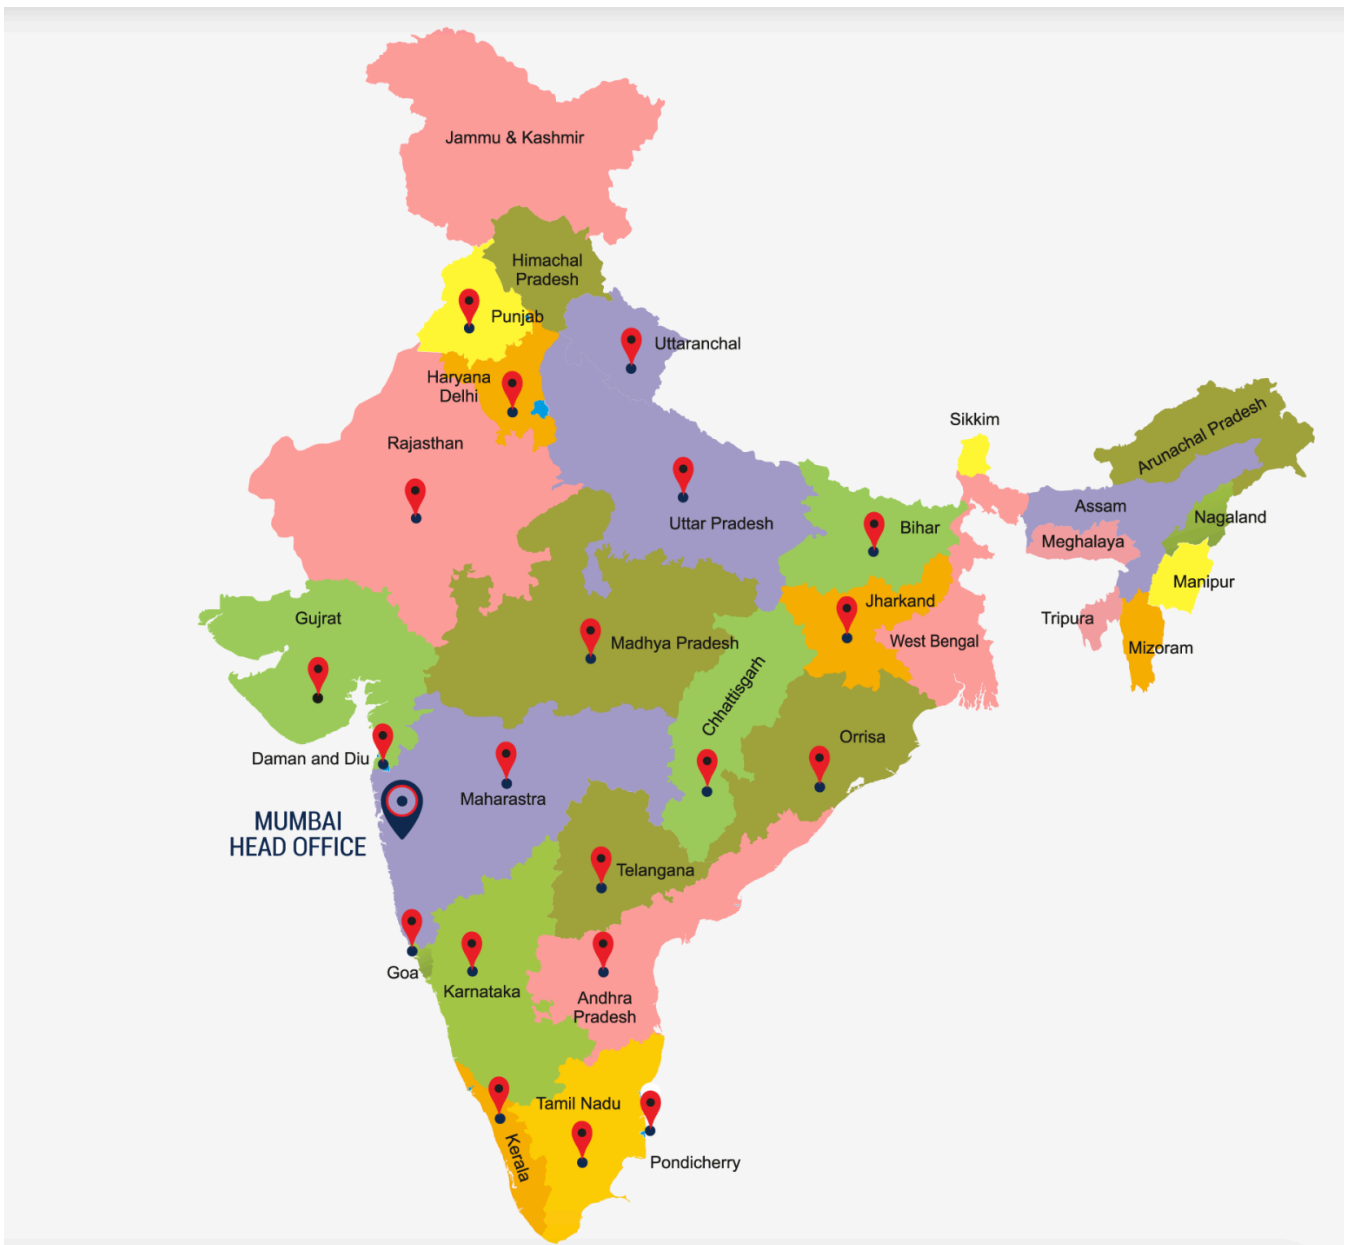 Jammu & Kashmir
Himachal
Pradesh
Punjab
Uttaranchal
Haryana
Delhi
Rajasthan
Sikkim
Arunachal Pradesh
Assam
Nagaland
Meghalaya
Manipur
Tripura
Mizoram
Uttar Pradesh
Bihar
Jharkand
West Bengal
Gujrat
Madhya Pradesh
Chhattisgarh
Orrisa
Daman and Diu
Maharastra
MUMBAI
HEAD OFFICE
Telangana
Goa
Karnataka
Andhra
Pradesh
Tamil Nadu
Kerala
Pondicherry